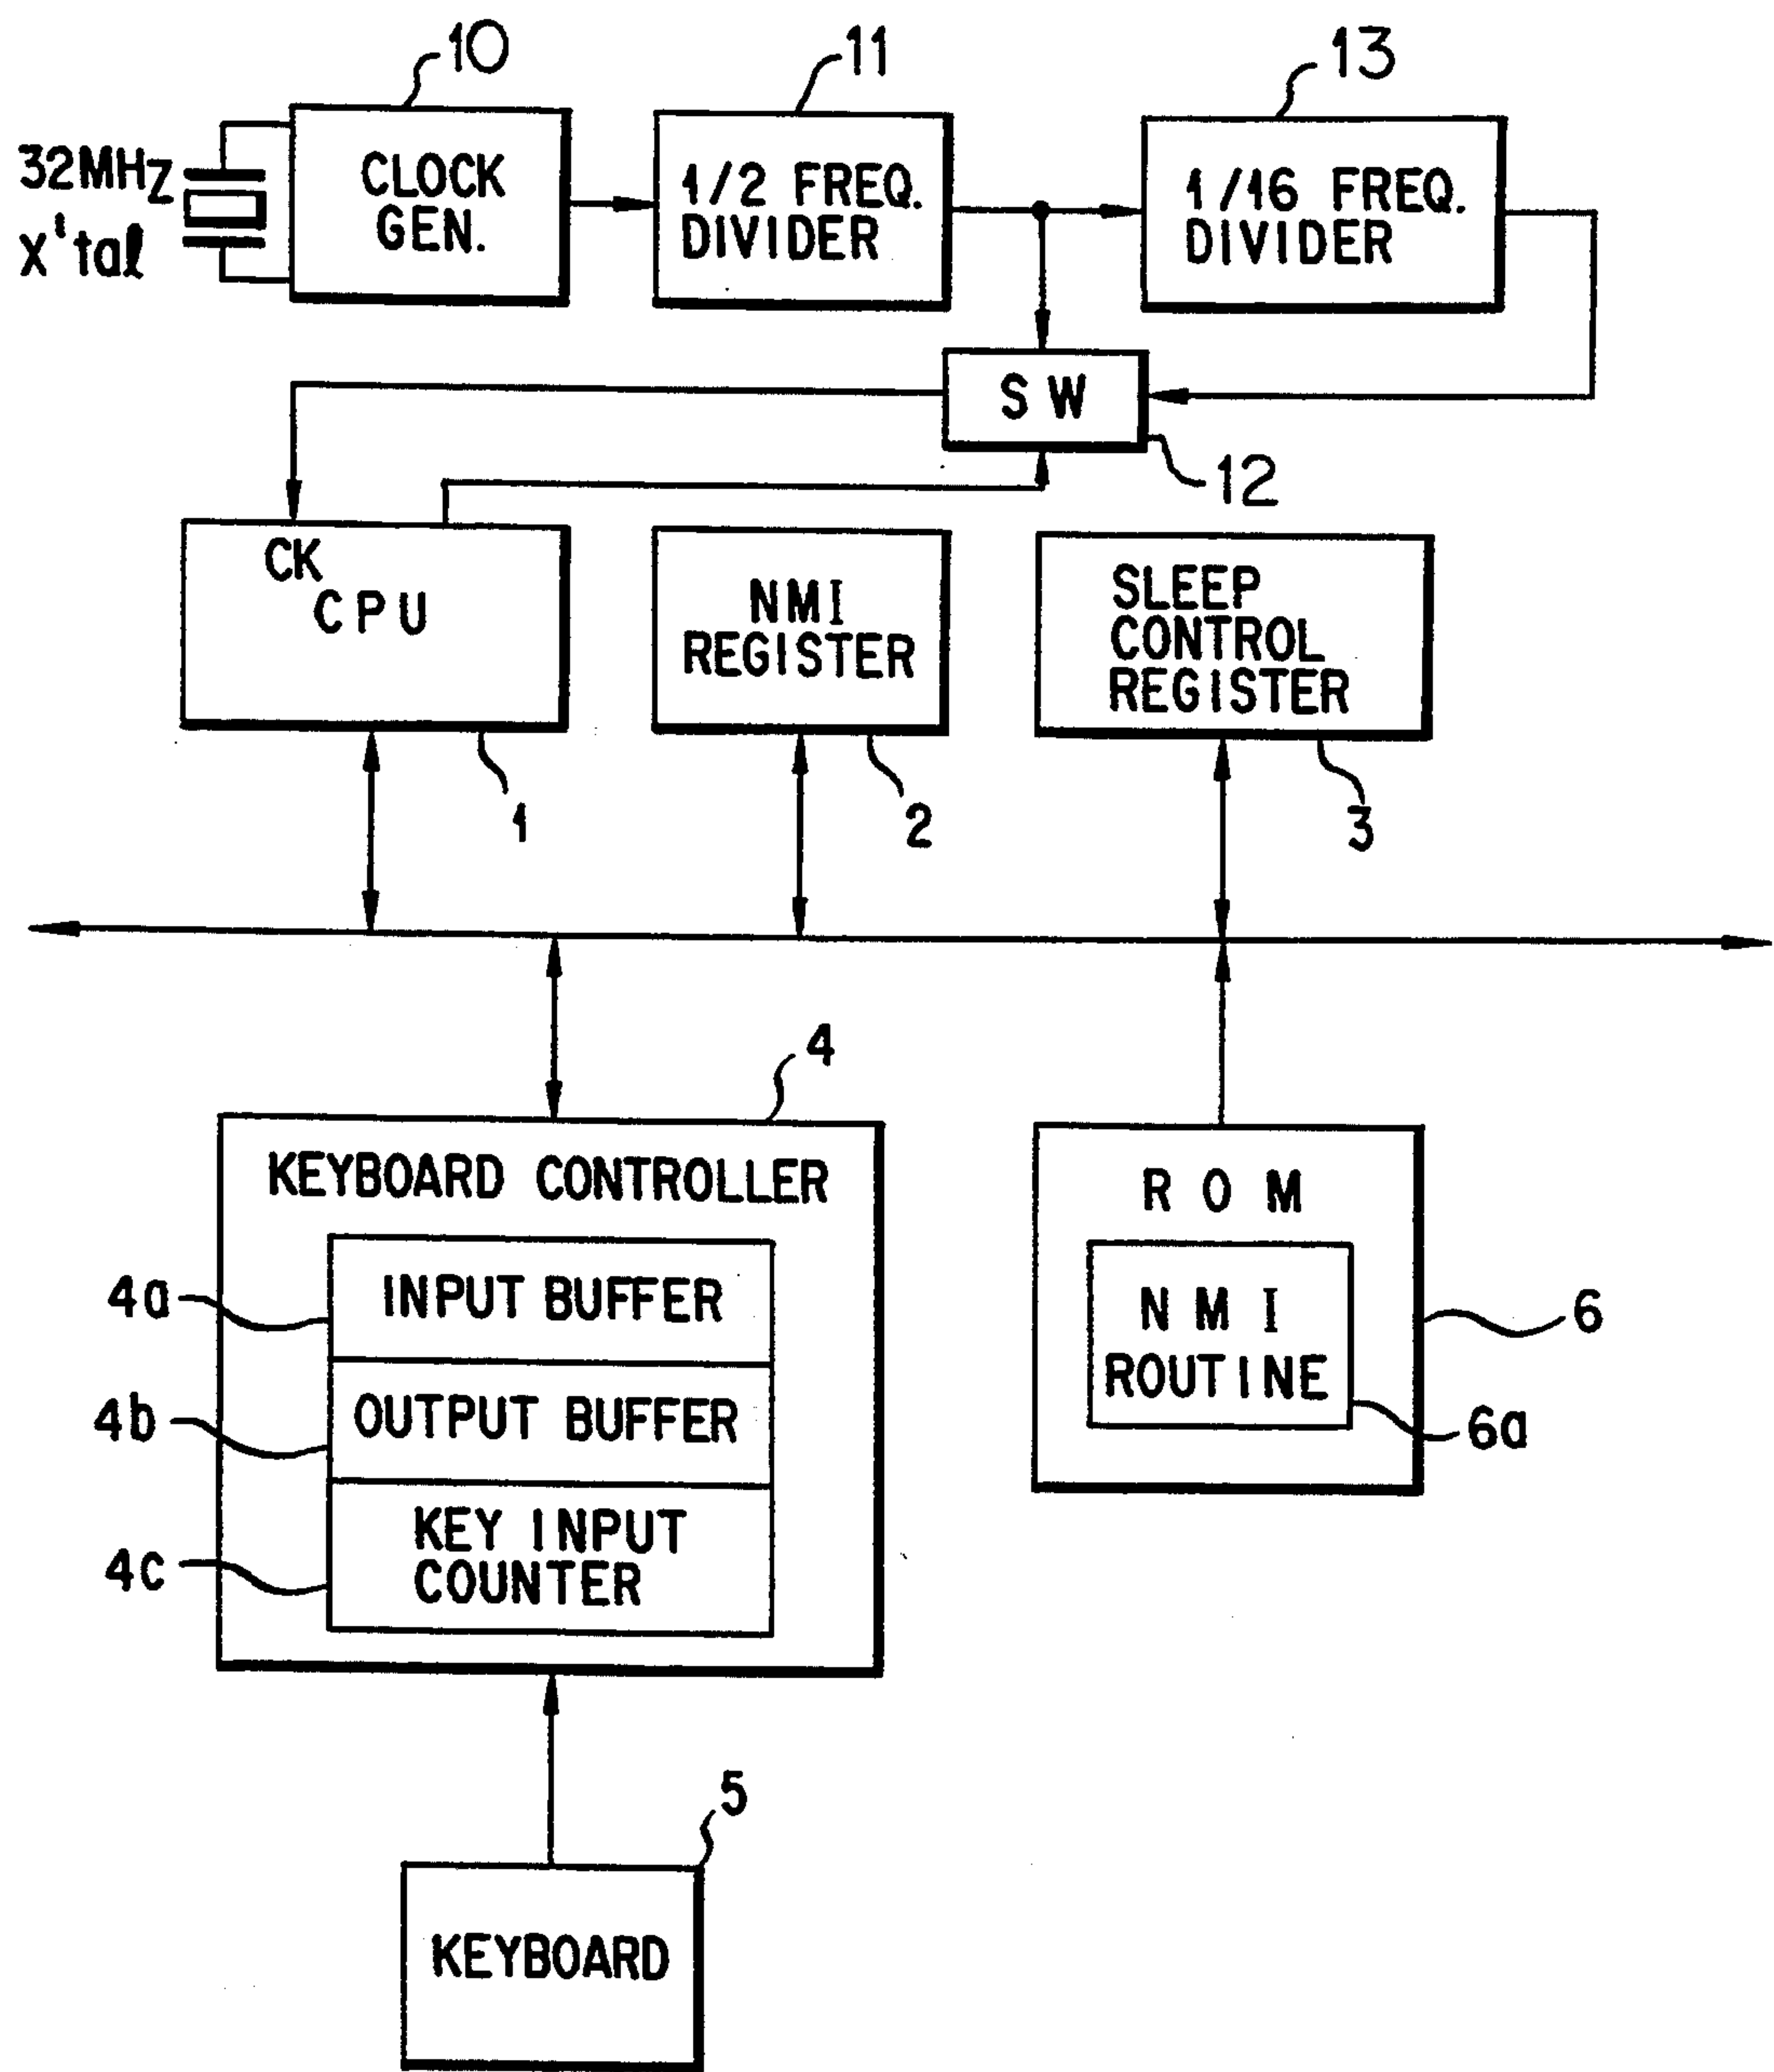 10
11
13
32MHz
X'tal
CLOCK
GEN.
1/2 FREQ.
DIVIDER
1/16 FREQ.
DIVIDER
SW
12
CK
CPU
NMI
REGISTER
SLEEP
CONTROL
REGISTER
1
2
3
4
KEYBOARD CONTROLLER
4a
INPUT BUFFER
4b
OUTPUT BUFFER
4c
KEY INPUT
COUNTER
ROM
NMI
ROUTINE
6
6a
5
KEYBOARD